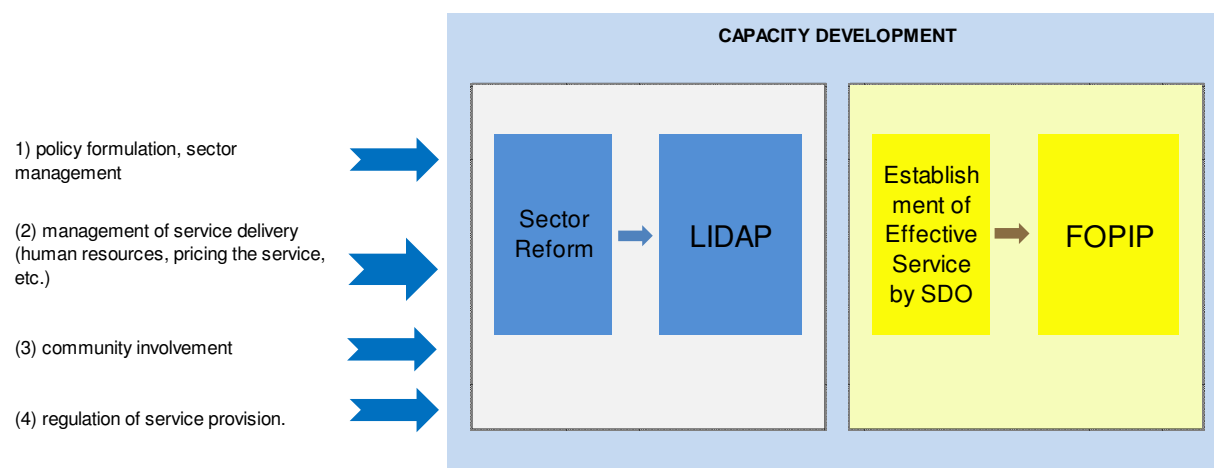 CAPACITY DEVELOPMENT
1) policy formulation, sector
management
(2) management of service delivery
(human resources, pricing the service,
etc.)
(3) community involvement
(4) regulation of service provision.
Sector
Reform
LIDAP
Establish
ment of
Effective
Service
by SDO
FOPIP